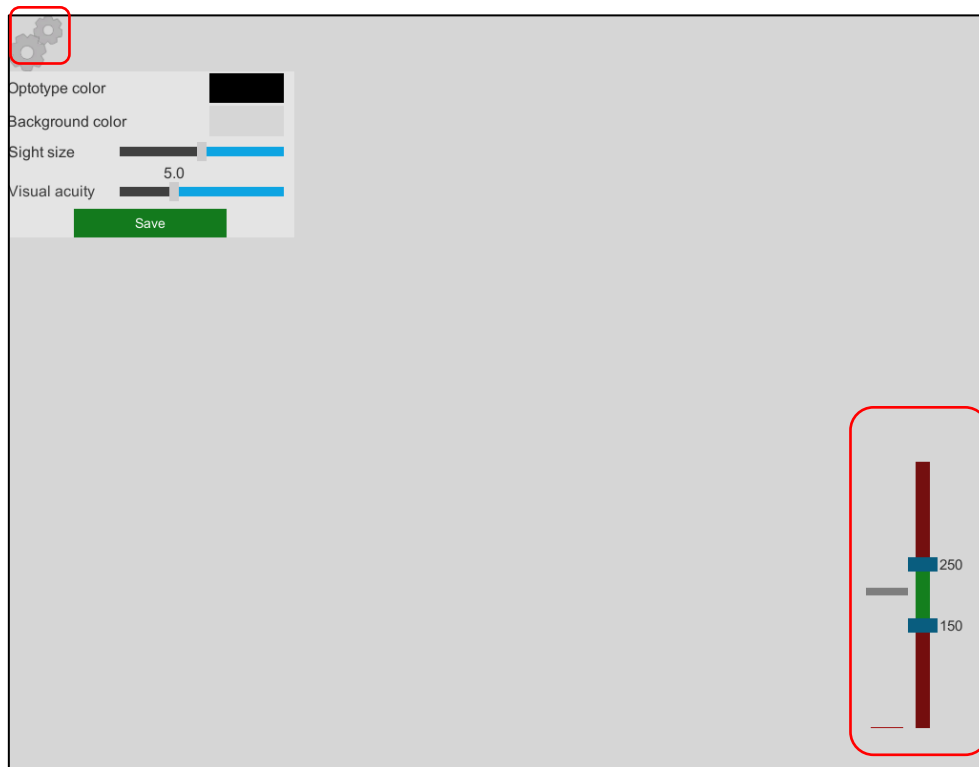 Optotype color
Background color
Sight size
5.0
Visual acuity
Save
250
150